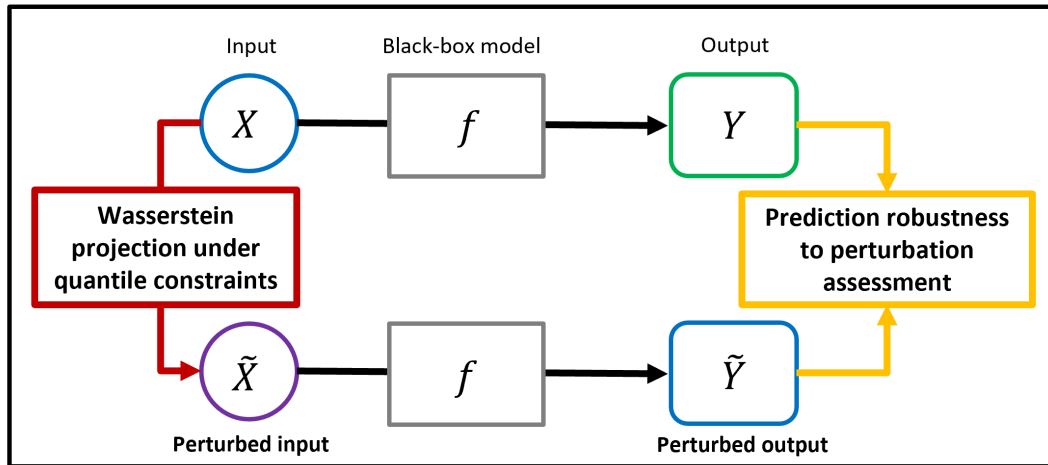 Input
Black-box model
Output
X
f
Y
Wasserstein
projection under
quantile constraints
Prediction robustness
to perturbation
assessment
X̃
f
Ỹ
Perturbed input
Perturbed output